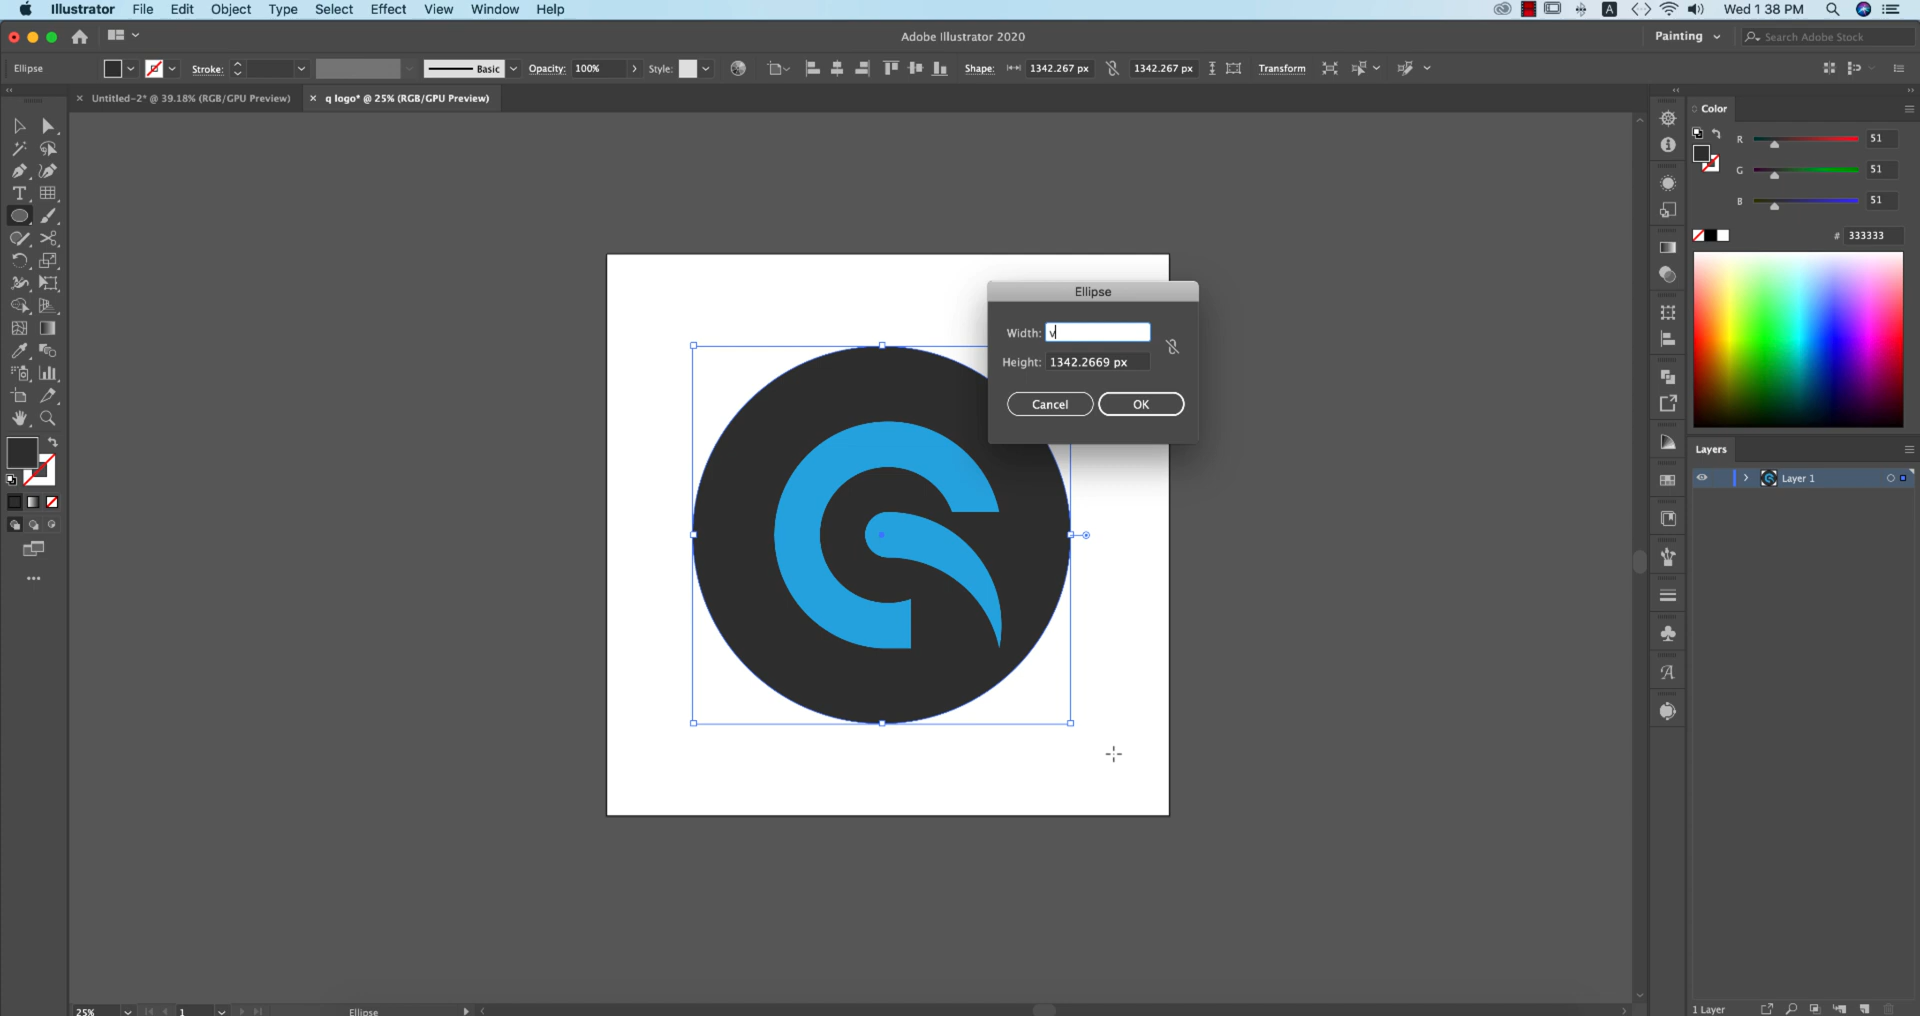 Illustrator File Edit Object Type Select Effect View Window Help
A Wed 1 38 PM
Adobe Illustrator 2020
Painting Search Adobe Stock
Ellipse Stroke: Basic Opacity: 100% Style: Shape: 1342.267 px 1342.267 px Transform
Untitled-2* @ 39.18% (RGB/GPU Preview) q logo* @ 25% (RGB/GPU Preview)
Color
R 51
G 51
B 51
# 333333
Ellipse
Width: v
Height: 1342.2669 px
Cancel OK
Layers
Layer 1
25% 1 Ellipse
1 Layer